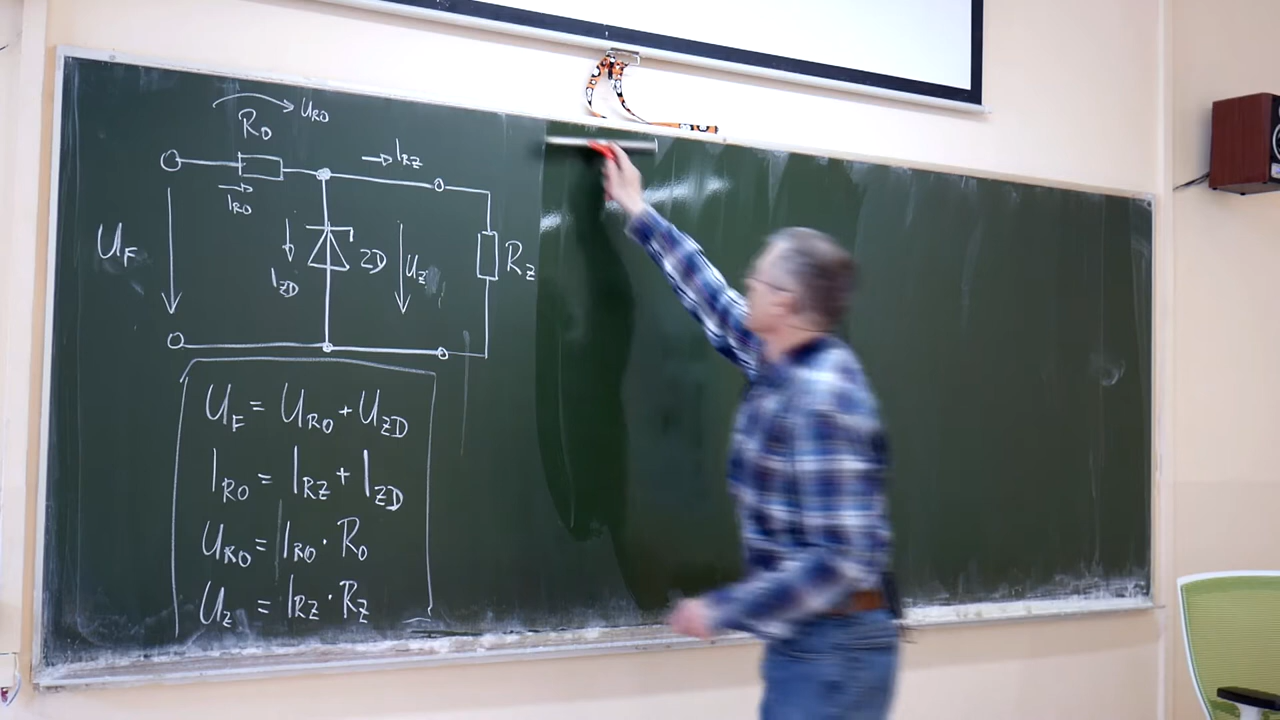 U_R0
R_0
I_RZ
I_R0
U_F
I_ZD
ZD
U_Z
R_Z
U_F = U_R0 + U_ZD
I_R0 = I_RZ + I_ZD
U_R0 = I_R0 · R_0
U_Z = I_RZ · R_Z